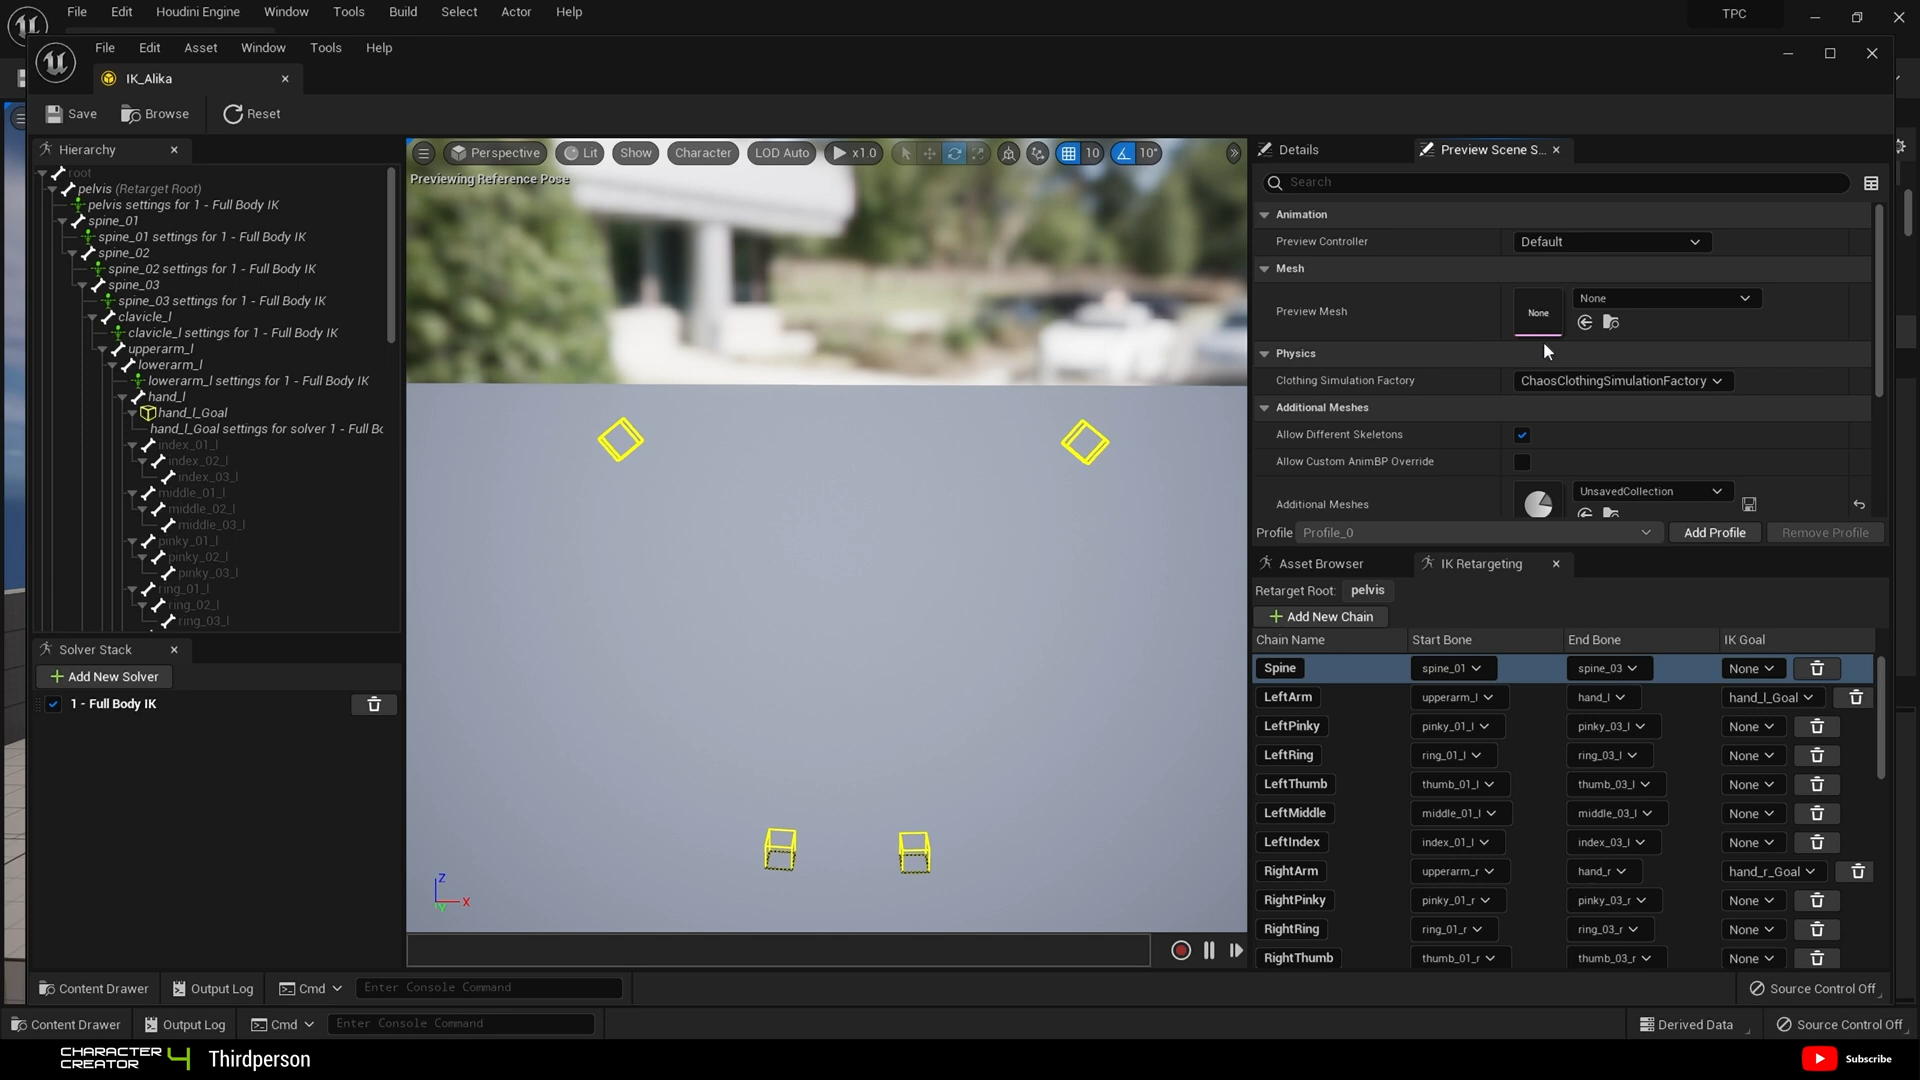 File Edit Houdini Engine Window Tools Build Select Actor Help TPC
File Edit Asset Window Tools Help
IK_Alika
Save Browse Reset
Hierarchy
root
pelvis (Retarget Root)
pelvis settings for 1 - Full Body IK
spine_01
spine_01 settings for 1 - Full Body IK
spine_02
spine_02 settings for 1 - Full Body IK
spine_03
spine_03 settings for 1 - Full Body IK
clavicle_l
clavicle_l settings for 1 - Full Body IK
upperarm_l
lowerarm_l
lowerarm_l settings for 1 - Full Body IK
hand_l
hand_l_Goal
hand_l_Goal settings for solver 1 - Full Bo
index_01_l
index_02_l
index_03_l
middle_01_l
middle_02_l
middle_03_l
pinky_01_l
pinky_02_l
pinky_03_l
ring_01_l
ring_02_l
ring_03_l
Solver Stack
Add New Solver
1 - Full Body IK
Perspective Lit Show Character LOD Auto x1.0 10 10°
Previewing Reference Pose
Z
X
Y
Details Preview Scene S...
Search
Animation
Preview Controller Default
Mesh
Preview Mesh None None
Physics
Clothing Simulation Factory ChaosClothingSimulationFactory
Additional Meshes
Allow Different Skeletons
Allow Custom AnimBP Override
Additional Meshes UnsavedCollection
Profile Profile_0 Add Profile Remove Profile
Asset Browser IK Retargeting
Retarget Root: pelvis
Add New Chain
Chain Name Start Bone End Bone IK Goal
Spine spine_01 spine_03 None
LeftArm upperarm_l hand_l hand_l_Goal
LeftPinky pinky_01_l pinky_03_l None
LeftRing ring_01_l ring_03_l None
LeftThumb thumb_01_l thumb_03_l None
LeftMiddle middle_01_l middle_03_l None
LeftIndex index_01_l index_03_l None
RightArm upperarm_r hand_r hand_r_Goal
RightPinky pinky_01_r pinky_03_r None
RightRing ring_01_r ring_03_r None
RightThumb thumb_01_r thumb_03_r None
Content Drawer Output Log Cmd Enter Console Command Source Control Off
Content Drawer Output Log Cmd Enter Console Command Derived Data Source Control Off
CHARACTER CREATOR 4 Thirdperson Subscribe